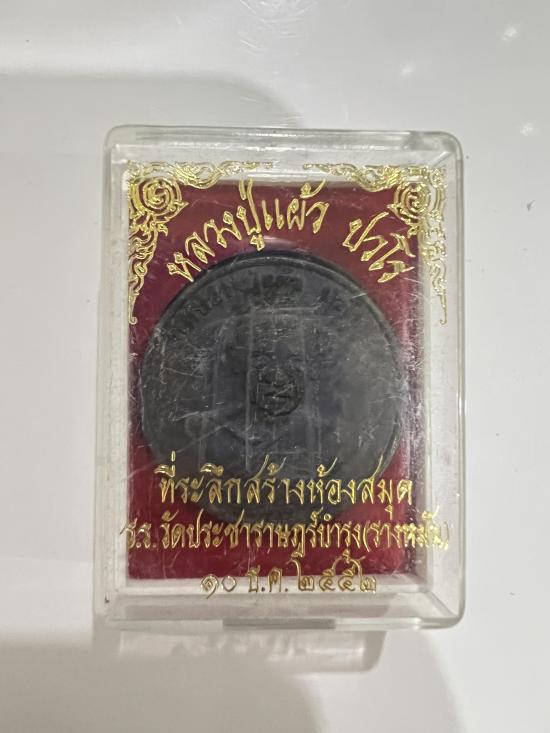 หลวงปู่แผ้ว ปวโร
ที่ระลึกสร้างห้องสมุด
ร.ร.วัดประชาราษฎร์บำรุง(รางหมัน)
๑๐ ธ.ค. ๒๕๕๒